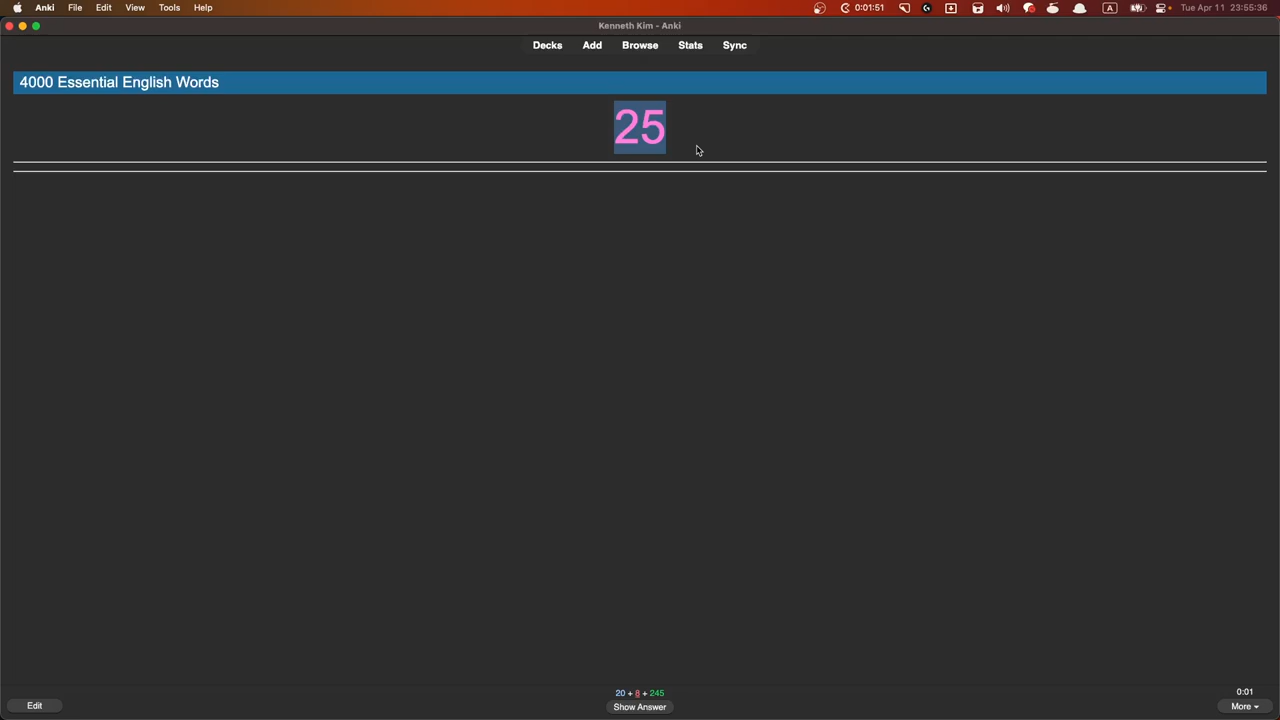 Anki File Edit View Tools Help 0:01:51 A Tue Apr 11 23:55:36
Kenneth Kim - Anki
Decks Add Browse Stats Sync
4000 Essential English Words
25
20 + 8 + 245
0:01
Edit Show Answer More